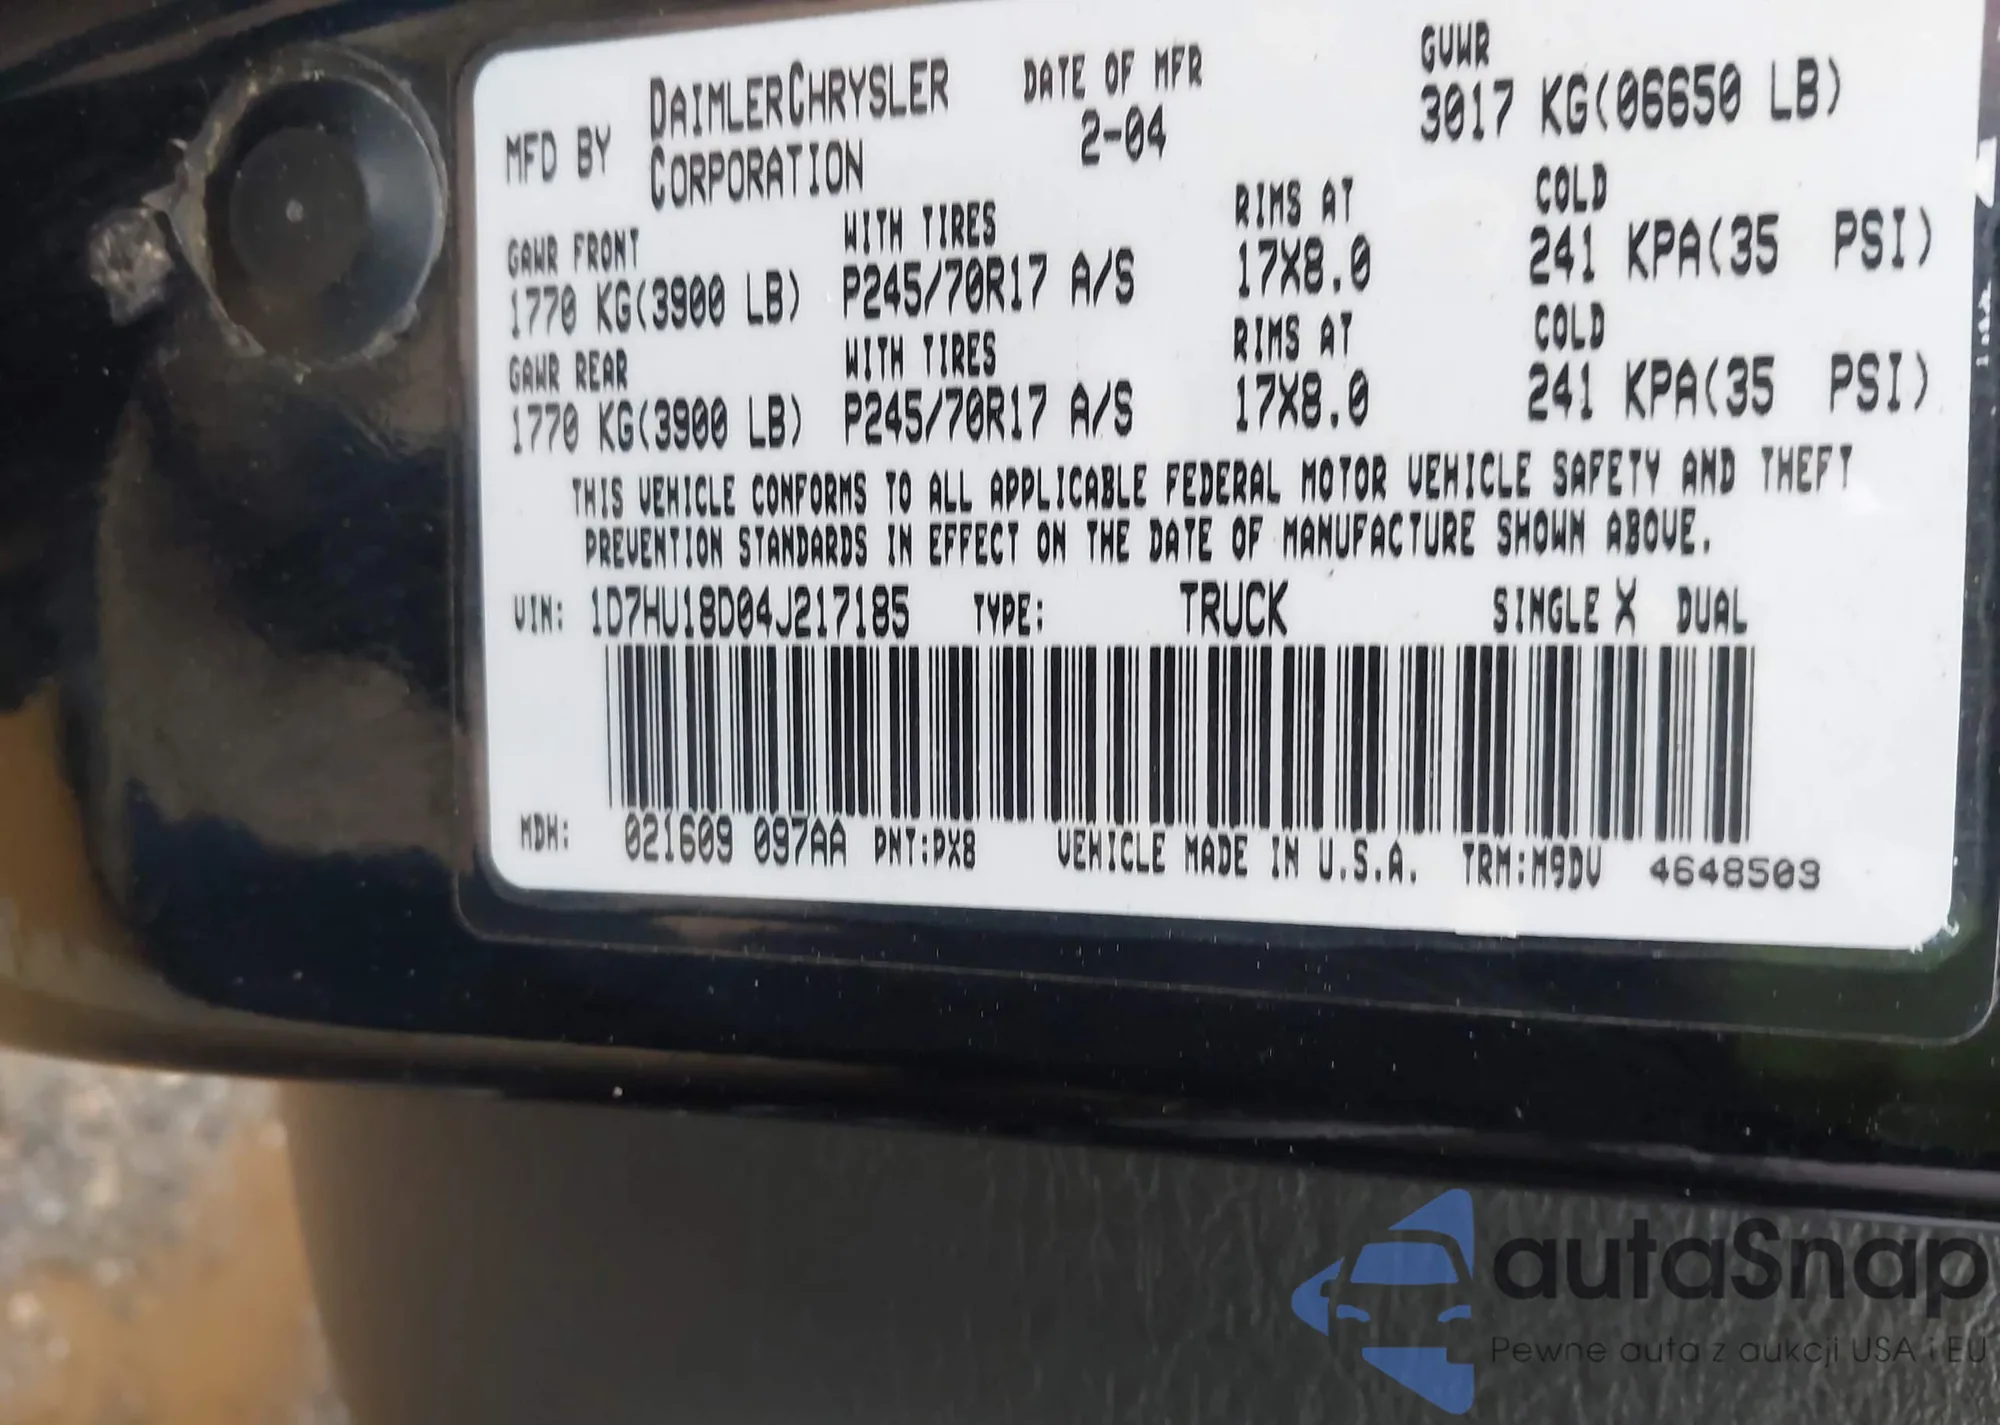 MFD BY DAIMLERCHRYSLER CORPORATION DATE OF MFR 2-04 GVWR 3017 KG(06650 LB)
GAWR FRONT WITH TIRES RIMS AT COLD
1770 KG(3900 LB) P245/70R17 A/S 17X8.0 241 KPA(35 PSI)
GAWR REAR WITH TIRES RIMS AT COLD
1770 KG(3900 LB) P245/70R17 A/S 17X8.0 241 KPA(35 PSI)
THIS VEHICLE CONFORMS TO ALL APPLICABLE FEDERAL MOTOR VEHICLE SAFETY AND THEFT
PREVENTION STANDARDS IN EFFECT ON THE DATE OF MANUFACTURE SHOWN ABOVE.
VIN: 1D7HU18D04J217185 TYPE: TRUCK SINGLE X DUAL
MDH: 021609 097AA PNT:PX8 VEHICLE MADE IN U.S.A. TRM:M9DV 4648503
autaSnap
Pewne auta z aukcji USA i EU